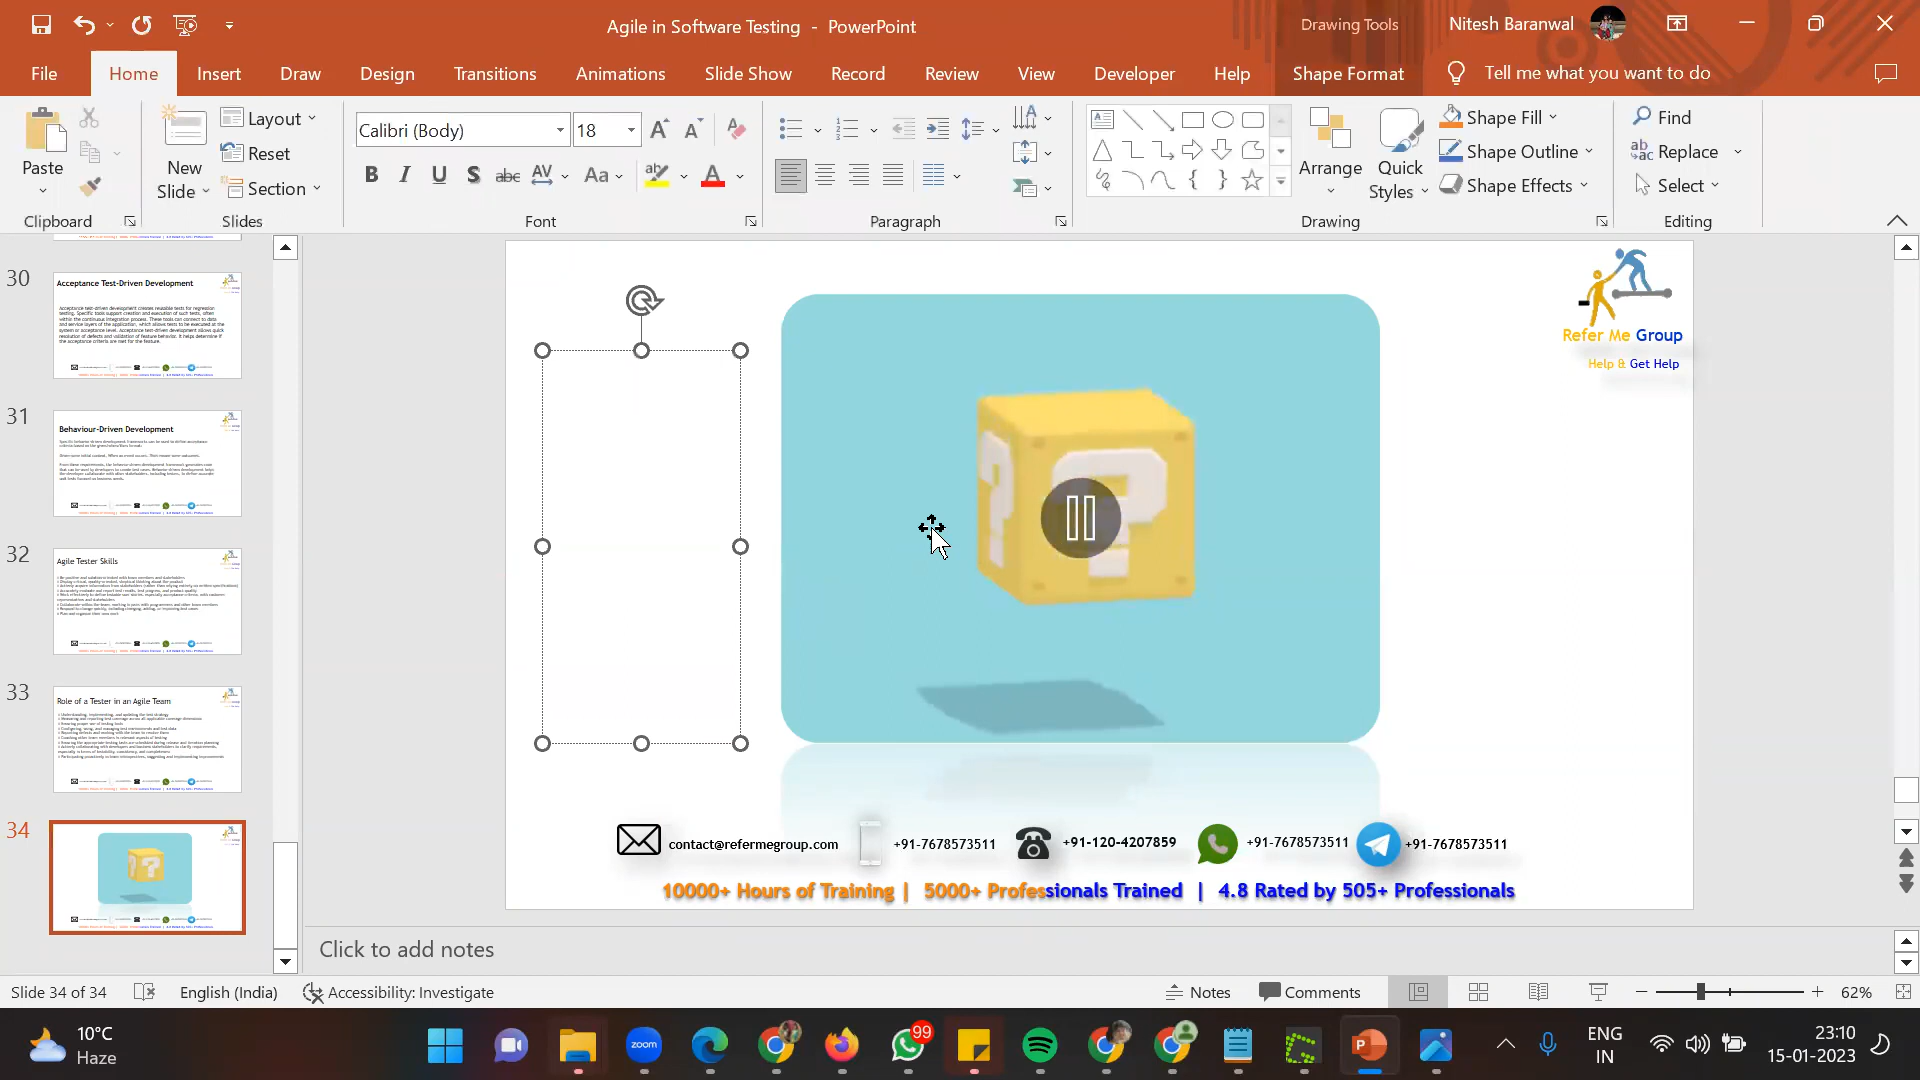 Agile in Software Testing - PowerPoint
Drawing Tools
Nitesh Baranwal
File
Home
Insert
Draw
Design
Transitions
Animations
Slide Show
Record
Review
View
Developer
Help
Shape Format
Tell me what you want to do
Paste
New Slide
Layout
Reset
Section
Calibri (Body)
18
Shape Fill
Shape Outline
Shape Effects
Arrange
Quick Styles
Find
Replace
Select
Clipboard
Slides
Font
Paragraph
Drawing
Editing
30
Acceptance Test-Driven Development
31
Behaviour-Driven Development
32
Agile Tester Skills
33
Role of a Tester in an Agile Team
34
Refer Me Group
Help & Get Help
contact@refermegroup.com
+91-7678573511
+91-120-4207859
+91-7678573511
+91-7678573511
10000+ Hours of Training | 5000+ Professionals Trained | 4.8 Rated by 505+ Professionals
Click to add notes
Slide 34 of 34
English (India)
Accessibility: Investigate
Notes
Comments
62%
10°C
Haze
zoom
99
ENG
IN
23:10
15-01-2023